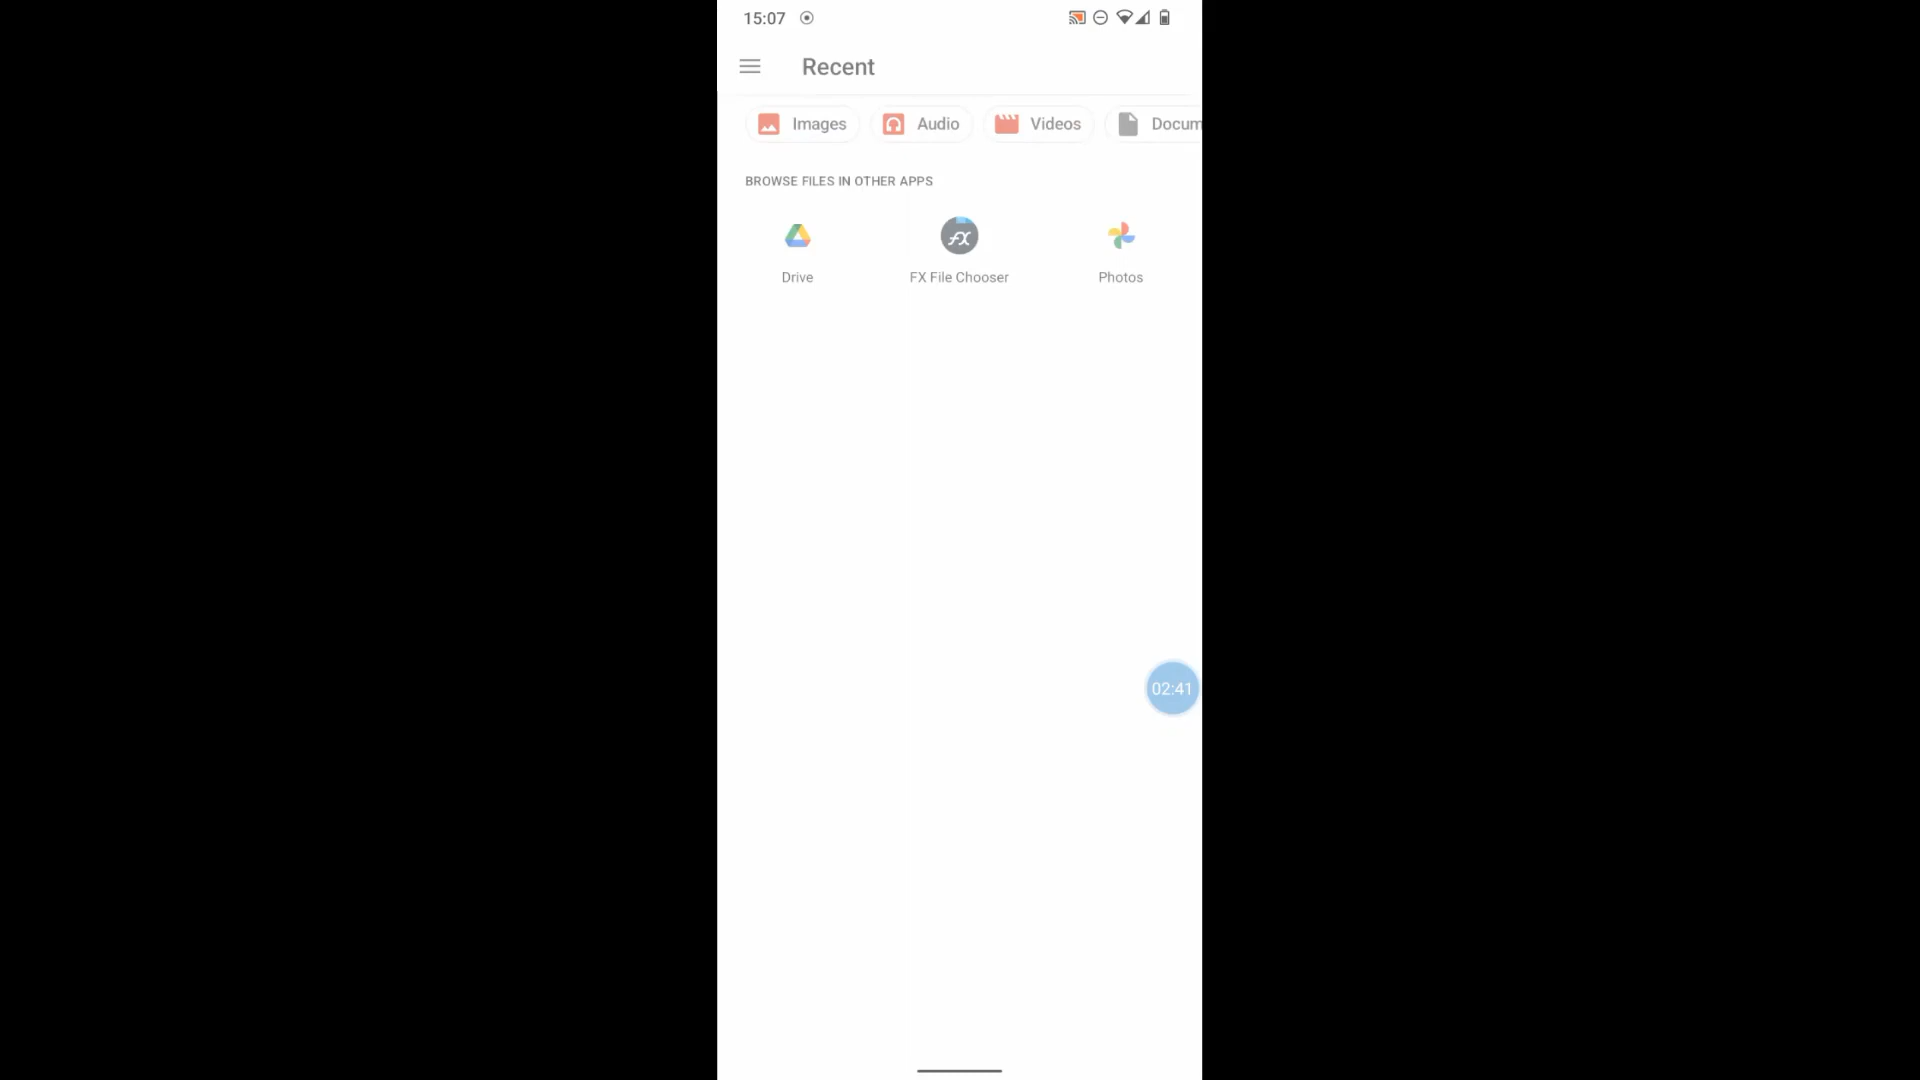 15:07
Recent
Images Audio Videos Docum
BROWSE FILES IN OTHER APPS
FX
Drive FX File Chooser Photos
02:41